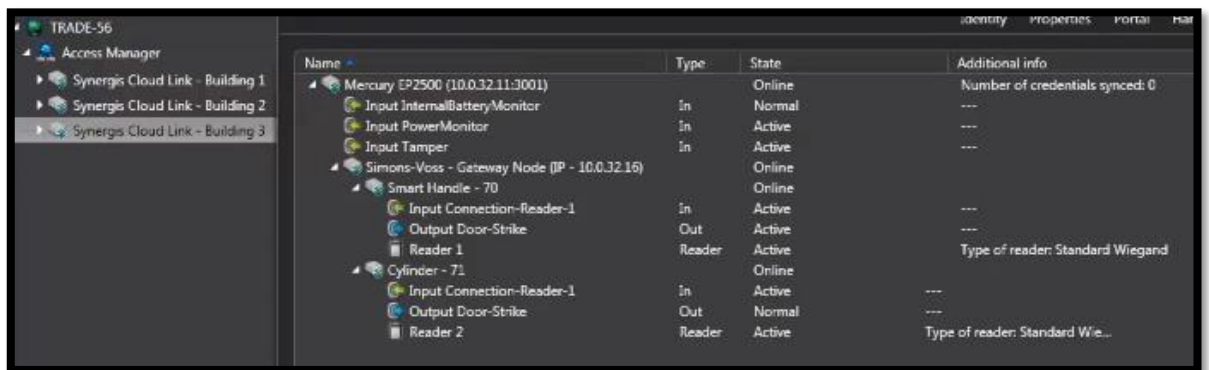 TRADE-56
Access Manager
Synergis Cloud Link - Building 1
Synergis Cloud Link - Building 2
Synergis Cloud Link - Building 3
Identity Properties Portal Har
Name Type State Additional info
Mercury EP2500 (10.0.32.11:3001) Online Number of credentials synced: 0
Input InternalBatteryMonitor In Normal ---
Input PowerMonitor In Active ---
Input Tamper In Active ---
Simons-Voss - Gateway Node (IP - 10.0.32.16) Online
Smart Handle - 70 Online
Input Connection-Reader-1 In Active ---
Output Door-Strike Out Active ---
Reader 1 Reader Active Type of reader: Standard Wiegand
Cylinder - 71 Online
Input Connection-Reader-1 In Active ---
Output Door-Strike Out Normal ---
Reader 2 Reader Active Type of reader: Standard Wie...